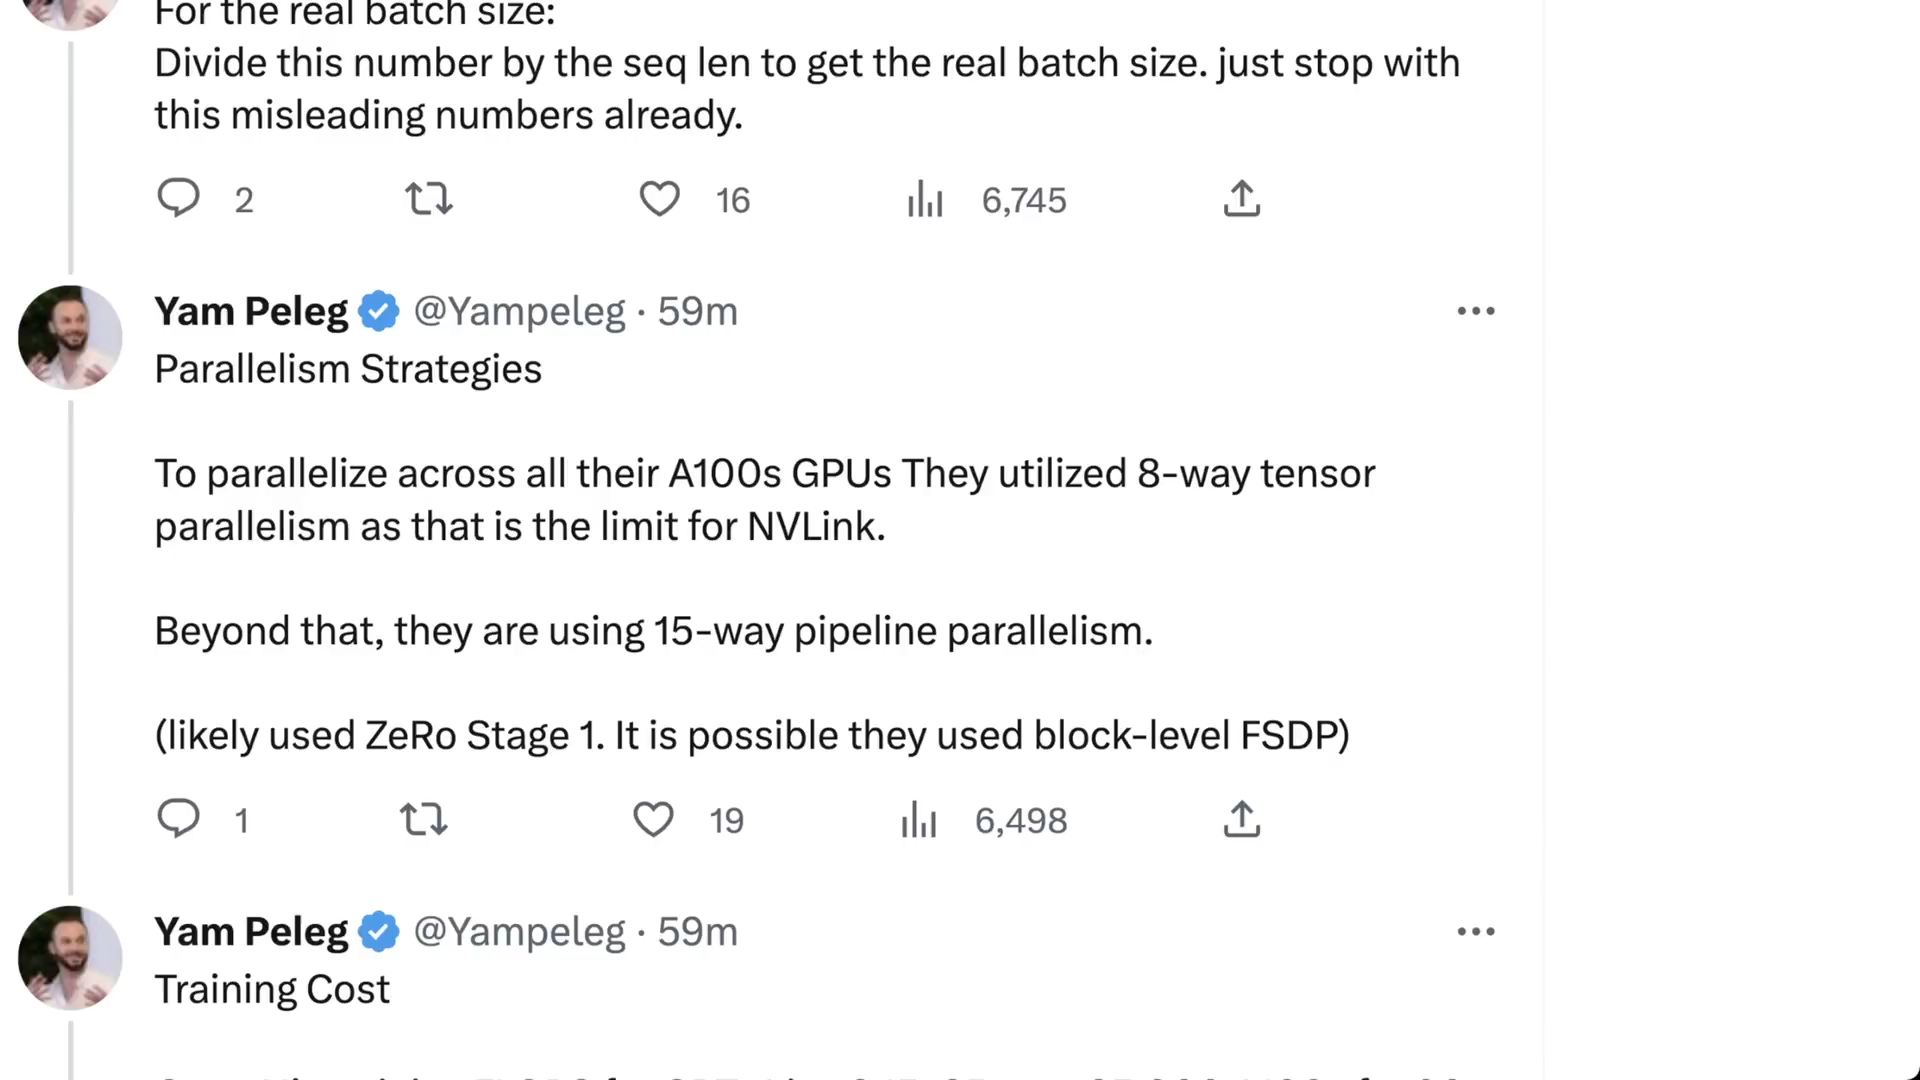 For the real batch size:
Divide this number by the seq len to get the real batch size. just stop with
this misleading numbers already.
2 16 6,745
Yam Peleg @Yampeleg · 59m
Parallelism Strategies
To parallelize across all their A100s GPUs They utilized 8-way tensor
parallelism as that is the limit for NVLink.
Beyond that, they are using 15-way pipeline parallelism.
(likely used ZeRo Stage 1. It is possible they used block-level FSDP)
1 19 6,498
Yam Peleg @Yampeleg · 59m
Training Cost